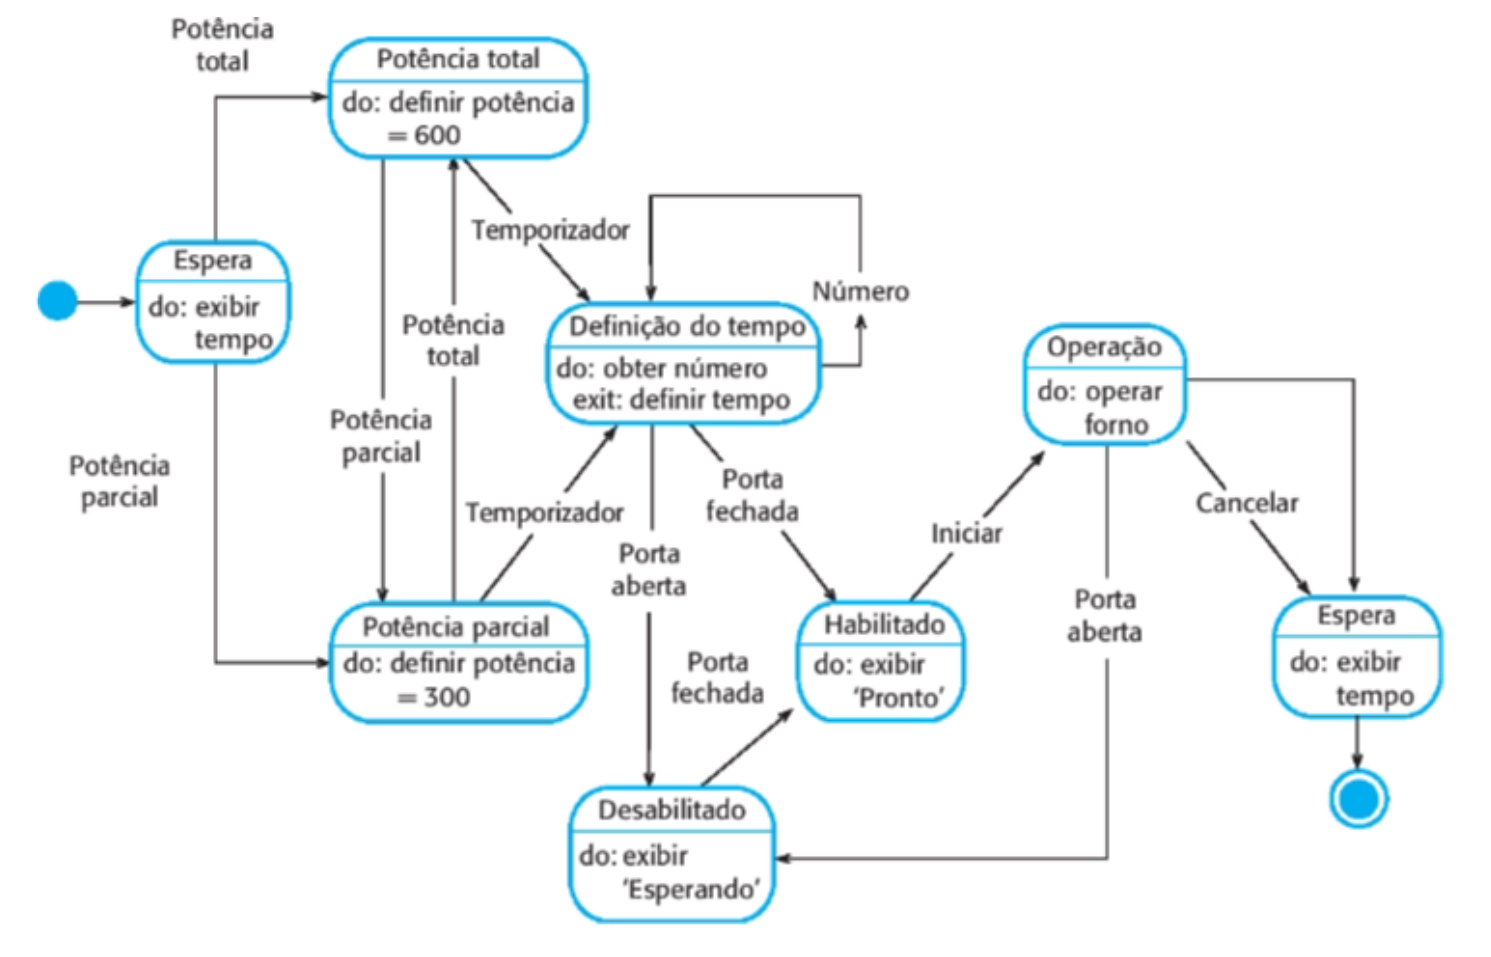 Potência
total
Potência total
do: definir potência
= 600
Temporizador
Espera
do: exibir
tempo
Número
Potência
total
Definição do tempo
do: obter número
exit: definir tempo
Operação
do: operar
forno
Potência
parcial
Potência
parcial
Temporizador
Porta
fechada
Porta
aberta
Iniciar
Cancelar
Porta
aberta
Potência parcial
do: definir potência
= 300
Porta
fechada
Habilitado
do: exibir
'Pronto'
Espera
do: exibir
tempo
Desabilitado
do: exibir
'Esperando'